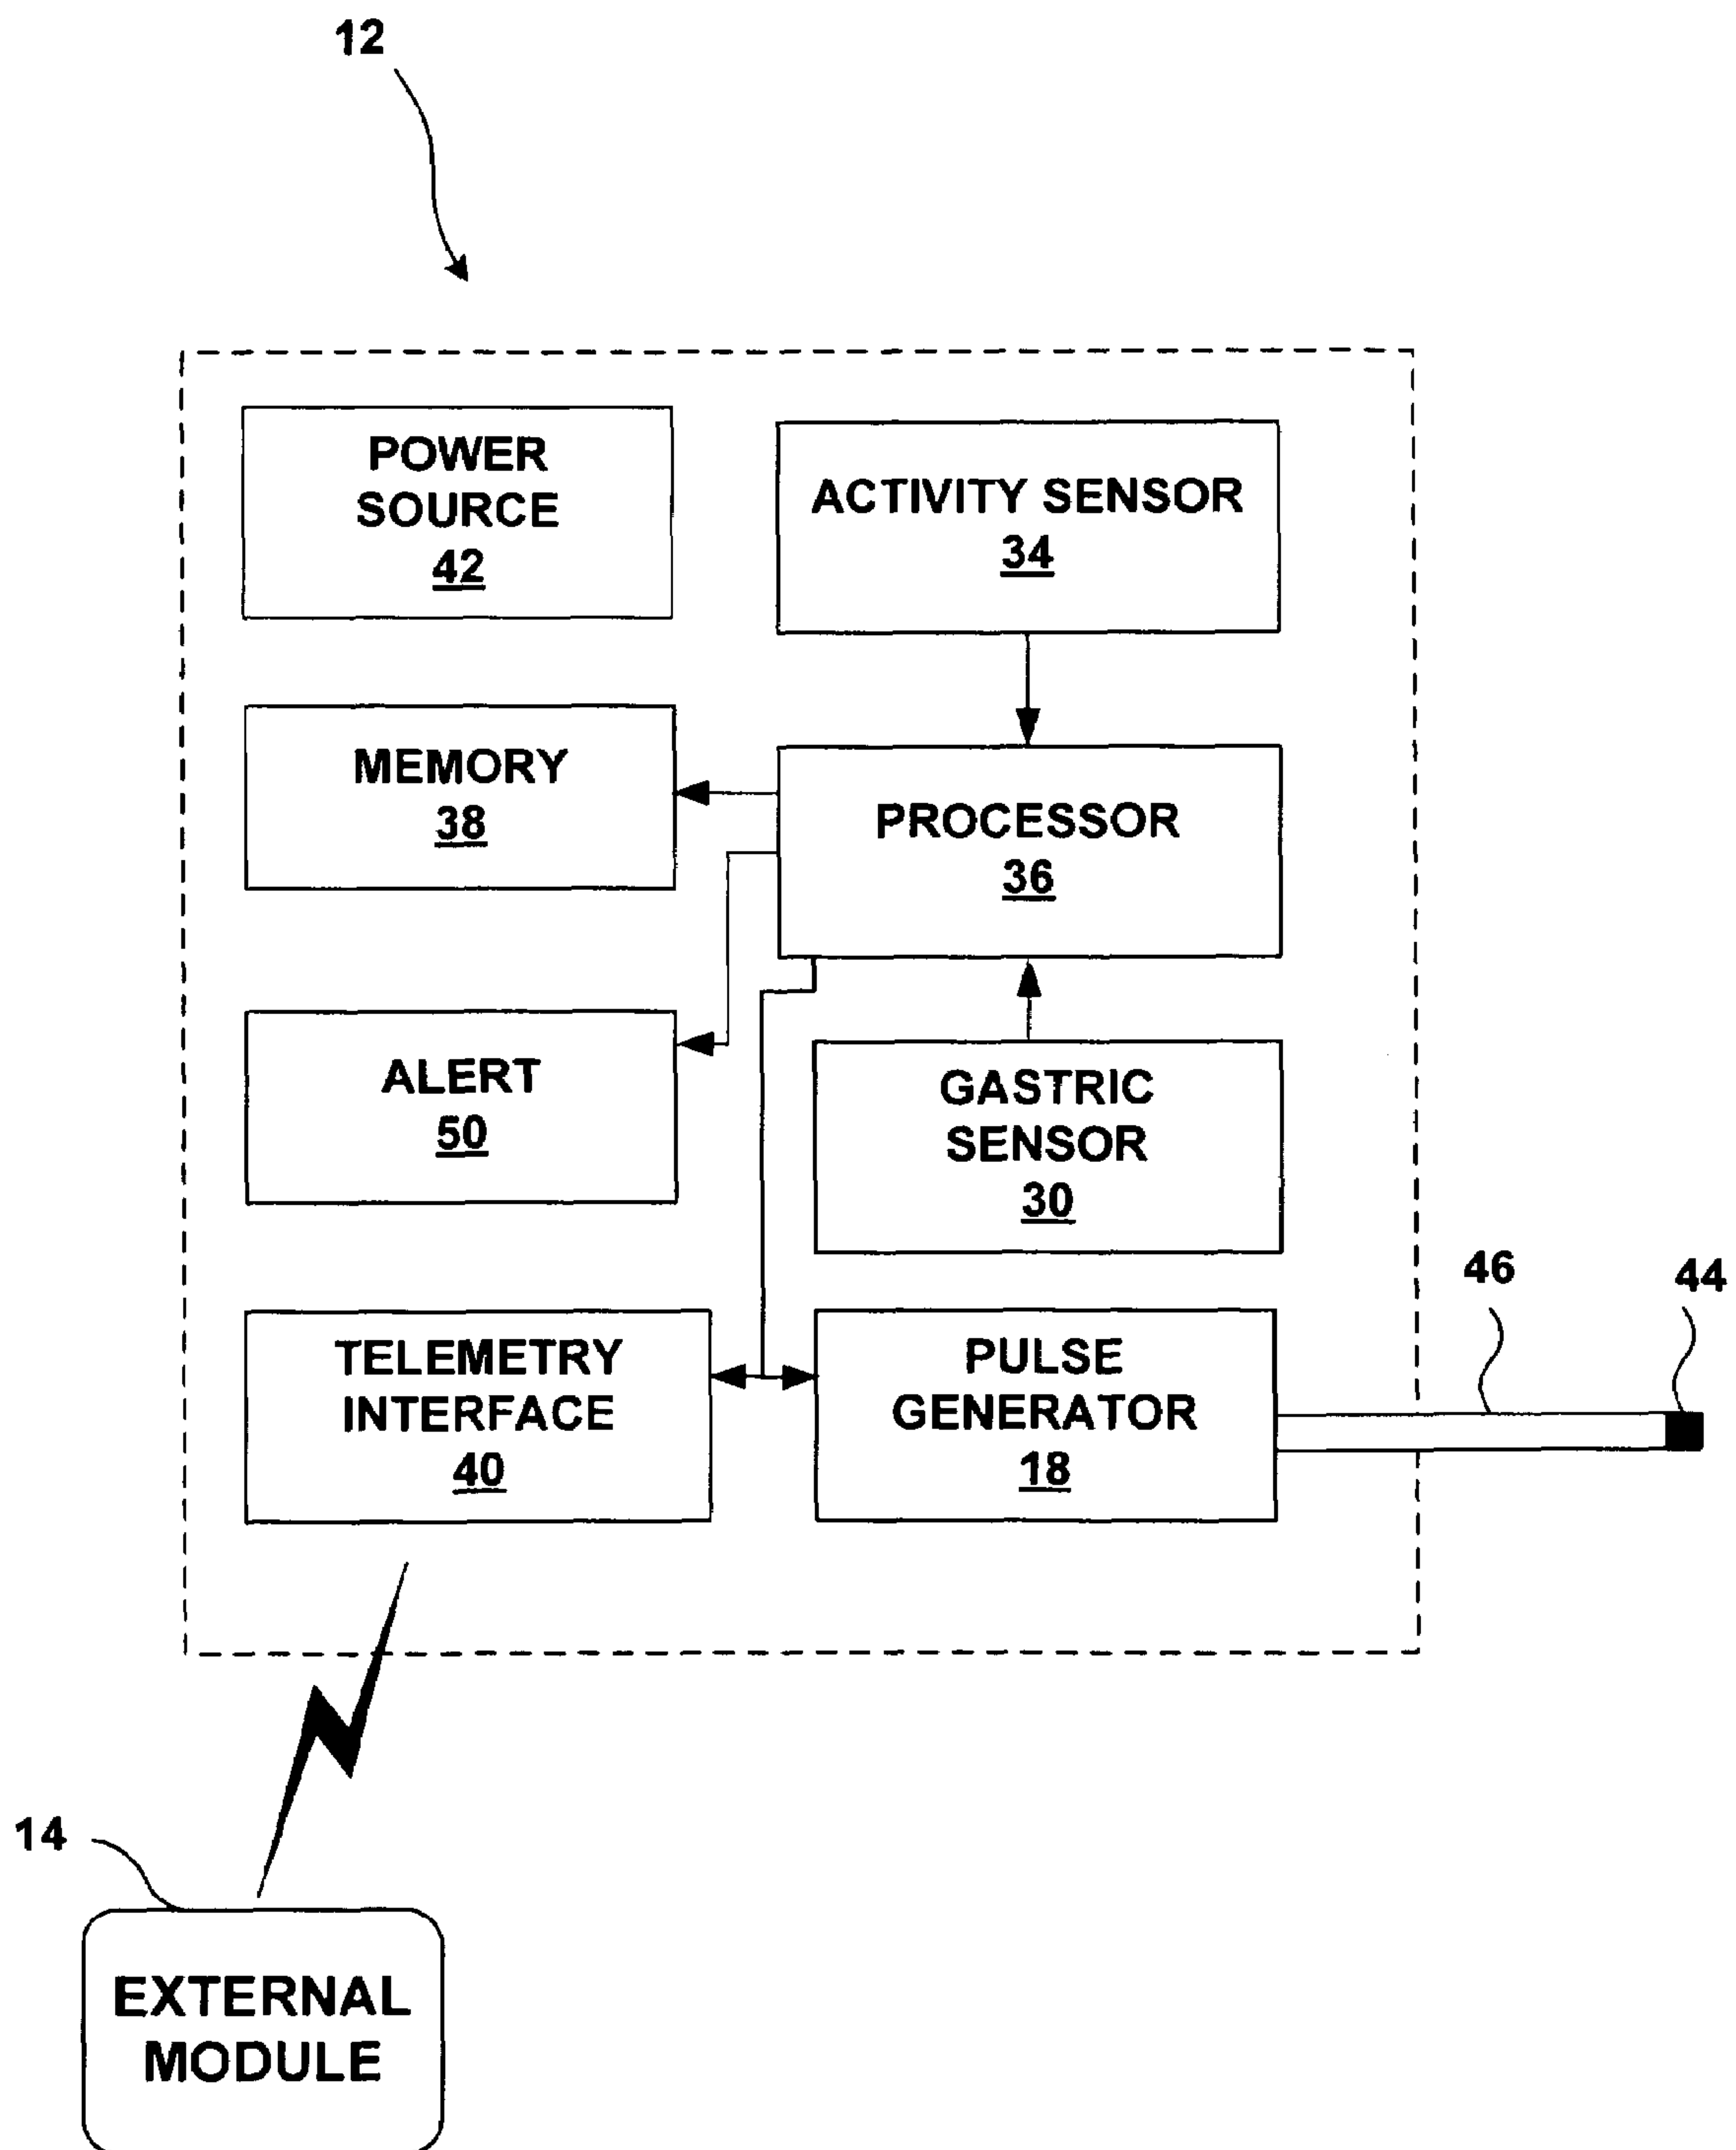 12
POWER
SOURCE
42
ACTIVITY SENSOR
34
MEMORY
38
PROCESSOR
36
ALERT
50
GASTRIC
SENSOR
30
46
44
TELEMETRY
INTERFACE
40
PULSE
GENERATOR
18
14
EXTERNAL
MODULE